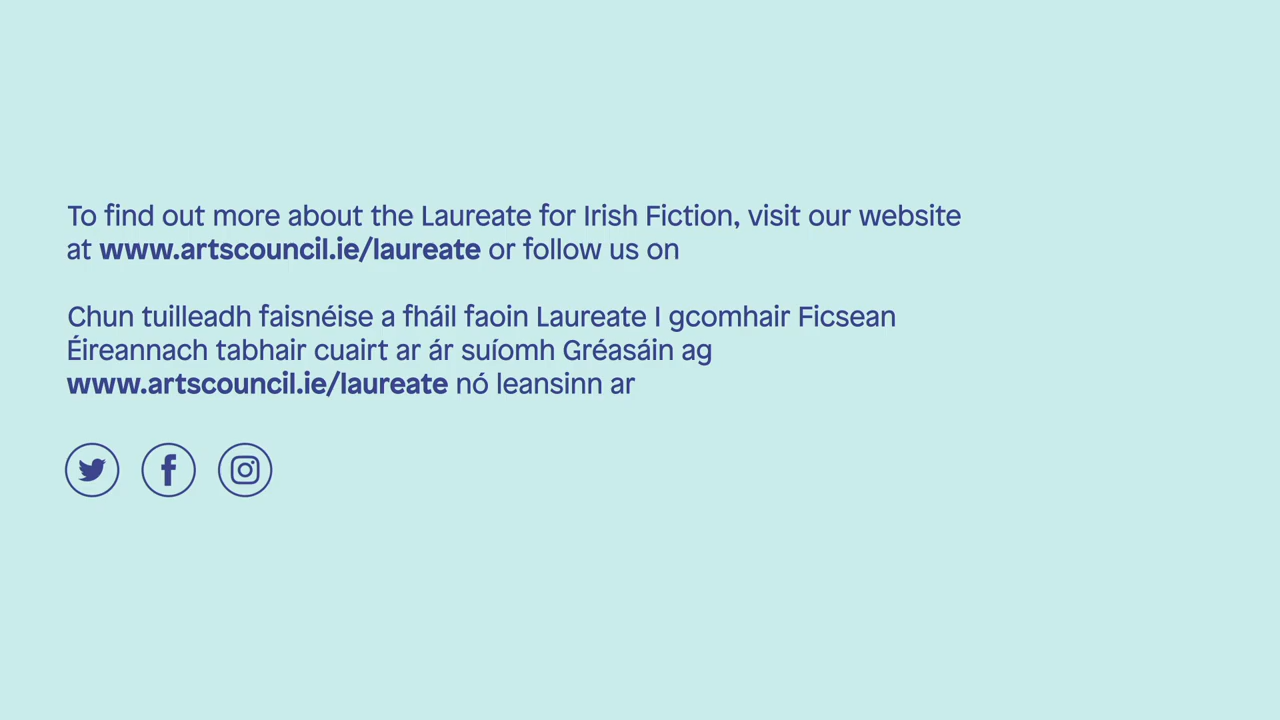 To find out more about the Laureate for Irish Fiction, visit our website
at www.artscouncil.ie/laureate or follow us on
Chun tuilleadh faisnéise a fháil faoin Laureate I gcomhair Ficsean
Éireannach tabhair cuairt ar ár suíomh Gréasáin ag
www.artscouncil.ie/laureate nó leansinn ar